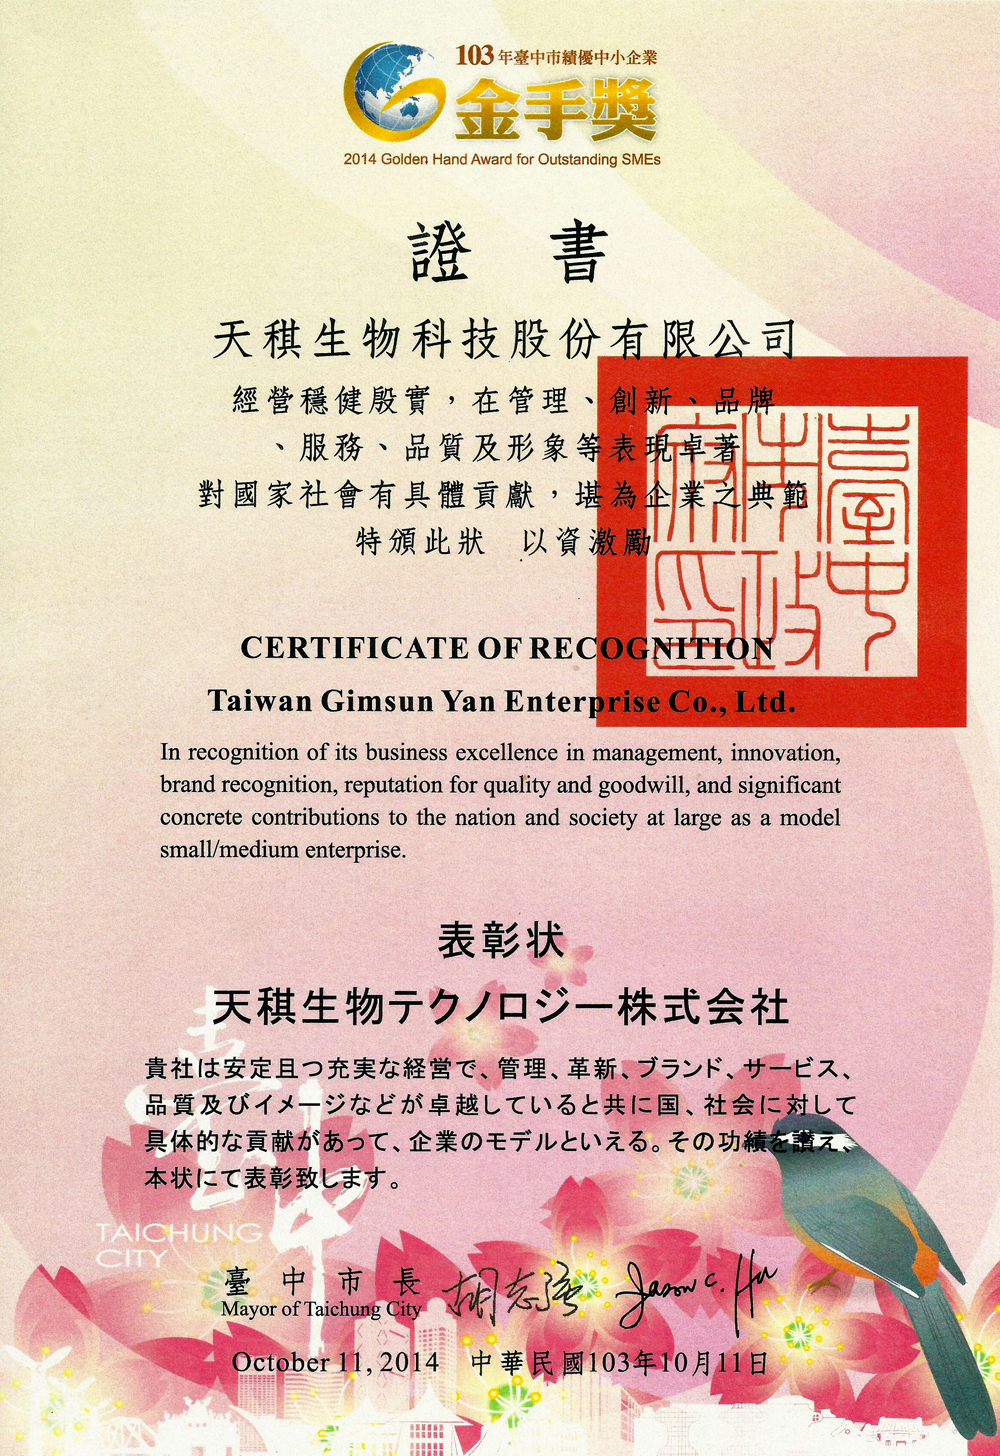 103年臺中市績優中小企業
金手獎
2014 Golden Hand Award for Outstanding SMEs
證 書
天稘生物科技股份有限公司
經營穩健殷實，在管理、創新、品牌
、服務、品質及形象等表現卓著
對國家社會有具體貢獻，堪為企業之典範
特頒此狀 以資激勵
臺中市政府印
CERTIFICATE OF RECOGNITION
Taiwan Gimsun Yan Enterprise Co., Ltd.
In recognition of its business excellence in management, innovation,
brand recognition, reputation for quality and goodwill, and significant
concrete contributions to the nation and society at large as a model
small/medium enterprise.
表彰状
天稘生物テクノロジー株式会社
貴社は安定且つ充実な経営で、管理、革新、ブランド、サービス、
品質及びイメージなどが卓越していると共に国、社会に対して
具体的な貢献があって、企業のモデルといえる。その功績を讃え、
本状にて表彰致します。
臺中
TAICHUNG
CITY
臺中市長 胡志強 Jason C. Hu
Mayor of Taichung City
October 11, 2014 中華民國103年10月11日